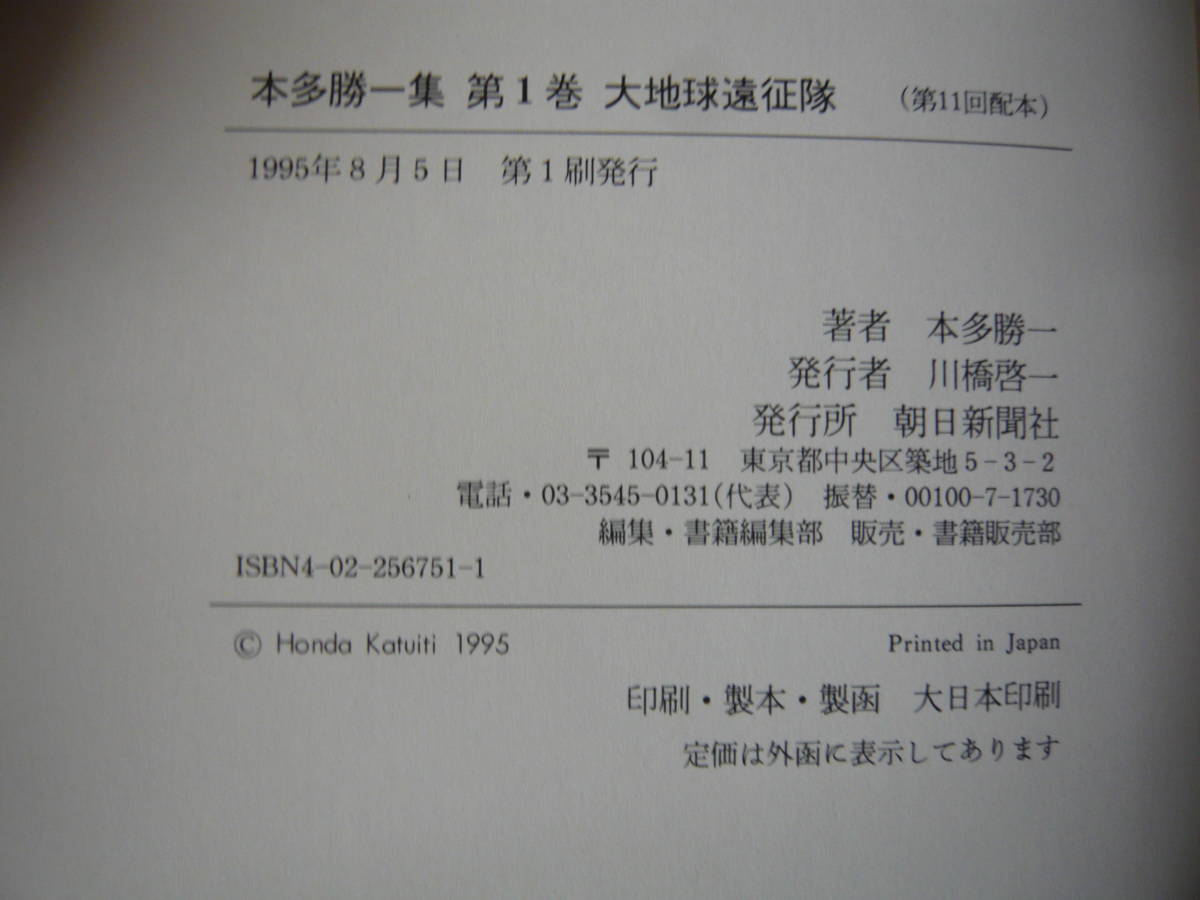 本多勝一集 第1巻 大地球遠征隊 (第11回配本)
1995年8月5日 第1刷発行
著者 本多勝一
発行者 川橋啓一
発行所 朝日新聞社
〒 104-11 東京都中央区築地5-3-2
電話・03-3545-0131(代表) 振替・00100-7-1730
編集・書籍編集部 販売・書籍販売部
ISBN4-02-256751-1
© Honda Katuiti 1995 Printed in Japan
印刷・製本・製函 大日本印刷
定価は外函に表示してあります